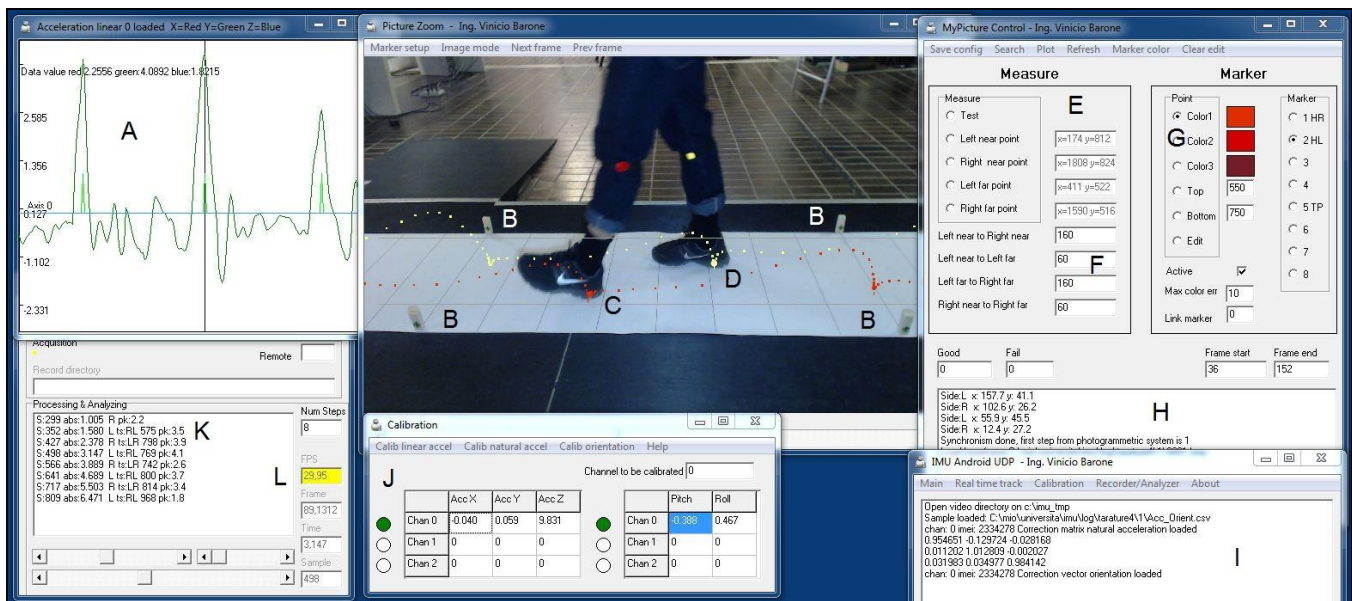 Acceleration linear 0 loaded X=Red Y=Green Z=Blue
Data value red:2.2556 green:4.0892 blue:1.8215
2.585
1.356
Axis 0
0.127
-1.102
-2.331
A
Acquisition
Remote
Record directory
Processing & Analyzing
S:299 abs:1.005 R pk:2.2
S:352 abs:1.580 L ts:RL 575 pk:3.5
S:427 abs:2.378 R ts:LR 798 pk:3.9
S:498 abs:3.147 L ts:RL 769 pk:4.1
S:566 abs:3.889 R ts:LR 742 pk:2.6
S:641 abs:4.689 L ts:RL 800 pk:3.7
S:717 abs:5.503 R ts:LR 814 pk:3.4
S:809 abs:6.471 L ts:RL 968 pk:1.8
K
L
Num Steps
8
FPS
29,95
Frame
89,1312
Time
3,147
Sample
498
Picture Zoom - Ing. Vinicio Barone
Marker setup Image mode Next frame Prev frame
B
B
D
C
B
B
Calibration
Calib linear accel Calib natural accel Calib orientation Help
J
Channel to be calibrated 0
Acc X Acc Y Acc Z
Chan 0 -0.040 0.059 9.831
Chan 1 0 0 0
Chan 2 0 0 0
Pitch Roll
Chan 0 -0.388 0.467
Chan 1 0 0
Chan 2 0 0
MyPicture Control - Ing. Vinicio Barone
Save config Search Plot Refresh Marker color Clear edit
Measure
Measure
E
Test
Left near point x=174 y=812
Right near point x=1808 y=824
Left far point x=411 y=522
Right far point x=1590 y=516
Left near to Right near 160
Left near to Left far 60
F
Left far to Right far 160
Right near to Right far 60
Marker
Point
Color1
G
Color2
Color3
Top 550
Bottom 750
Edit
Active
Max color err 10
Link marker 0
Marker
1 HR
2 HL
3
4
5 TP
6
7
8
Good
0
Fail
0
Frame start
36
Frame end
152
Side:L x: 157.7 y: 41.1
Side:R x: 102.6 y: 26.2
Side:L x: 55.9 y: 45.5
Side:R x: 12.4 y: 27.2
Synchronism done, first step from photogrammetric system is 1
H
IMU Android UDP - Ing. Vinicio Barone
Main Real time track Calibration Recorder/Analyzer About
Open video directory on c:\imu_tmp
Sample loaded: C:\mio\universita\imu\log\tarature4\1\Acc_Orient.csv
chan: 0 imei: 2334278 Correction matrix natural acceleration loaded
0.954651 -0.129724 -0.028168
0.011202 1.012809 -0.002027
0.031983 0.034977 0.984142
chan: 0 imei: 2334278 Correction vector orientation loaded
I